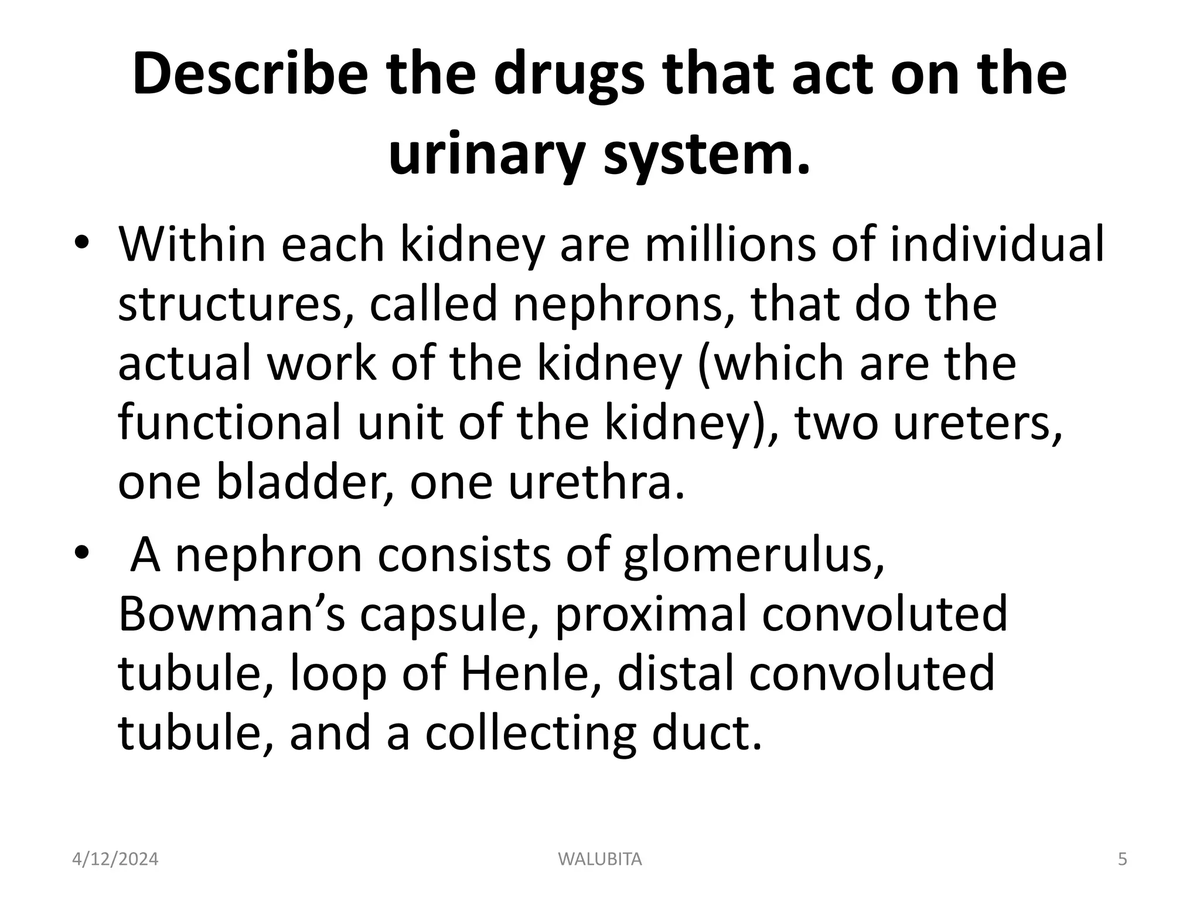 Describe the drugs that act on the
urinary system.
• Within each kidney are millions of individual
structures, called nephrons, that do the
actual work of the kidney (which are the
functional unit of the kidney), two ureters,
one bladder, one urethra.
• A nephron consists of glomerulus,
Bowman’s capsule, proximal convoluted
tubule, loop of Henle, distal convoluted
tubule, and a collecting duct.
4/12/2024 WALUBITA 5